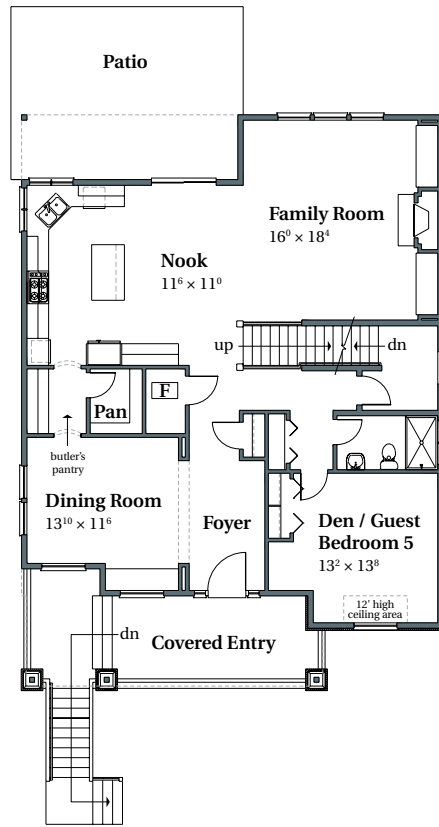 Patio
Family Room
16⁰ × 18⁴
Nook
11⁶ × 11⁰
up
dn
F
Pan
butler's
pantry
Dining Room
13¹⁰ × 11⁶
Foyer
Den / Guest
Bedroom 5
13² × 13⁸
12' high
ceiling area
dn
Covered Entry